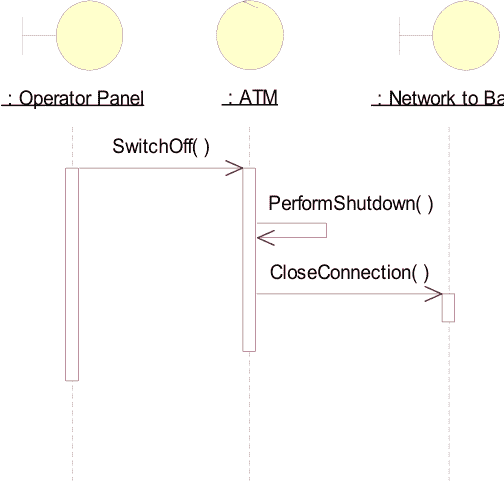 : Operator Panel
: ATM
: Network to Ba
SwitchOff( )
PerformShutdown( )
CloseConnection( )